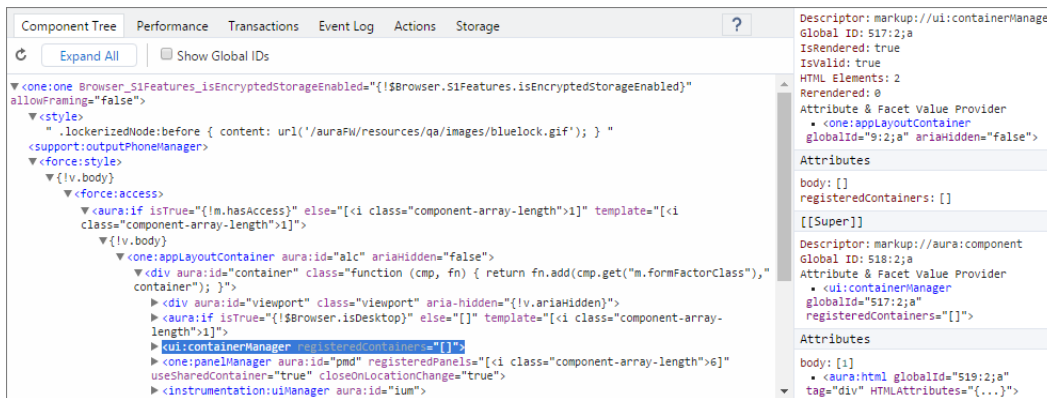 Component Tree Performance Transactions Event Log Actions Storage ?
Expand All Show Global IDs
▼<one:one Browser_S1Features_isEncryptedStorageEnabled="{!$Browser.S1Features.isEncryptedStorageEnabled}"
allowFraming="false">
▼<style>
" .lockerizedNode:before { content: url('/auraFW/resources/qa/images/bluelock.gif'); } "
<support:outputPhoneManager>
▼<force:style>
▼{!v.body}
▼<force:access>
▼<aura:if isTrue="{!m.hasAccess}" else="[<i class="component-array-length">1]" template="[<i
class="component-array-length">1]">
▼{!v.body}
▼<one:appLayoutContainer aura:id="alc" ariaHidden="false">
▼<div aura:id="container" class="function (cmp, fn) { return fn.add(cmp.get("m.formFactorClass"),"
container"); }">
▶<div aura:id="viewport" class="viewport" aria-hidden="{!v.ariaHidden}">
▶<aura:if isTrue="{!$Browser.isDesktop}" else="[]" template="[<i class="component-array-
length">1]">
▶<ui:containerManager registeredContainers="[]">
▶<one:panelManager aura:id="pmd" registeredPanels="[<i class="component-array-length">6]"
useSharedContainer="true" closeOnLocationChange="true">
▶<instrumentation:uiManager aura:id="ium">
Descriptor: markup://ui:containerManage
Global ID: 517:2;a
IsRendered: true
IsValid: true
HTML Elements: 2
Rerendered: 0
Attribute & Facet Value Provider
▪ <one:appLayoutContainer
globalId="9:2;a" ariaHidden="false">
Attributes
body: []
registeredContainers: []
[[Super]]
Descriptor: markup://aura:component
Global ID: 518:2;a
Attribute & Facet Value Provider
▪ <ui:containerManager
globalId="517:2;a"
registeredContainers="[]">
Attributes
body: [1]
▪ <aura:html globalId="519:2;a"
tag="div" HTMLAttributes="{...}">